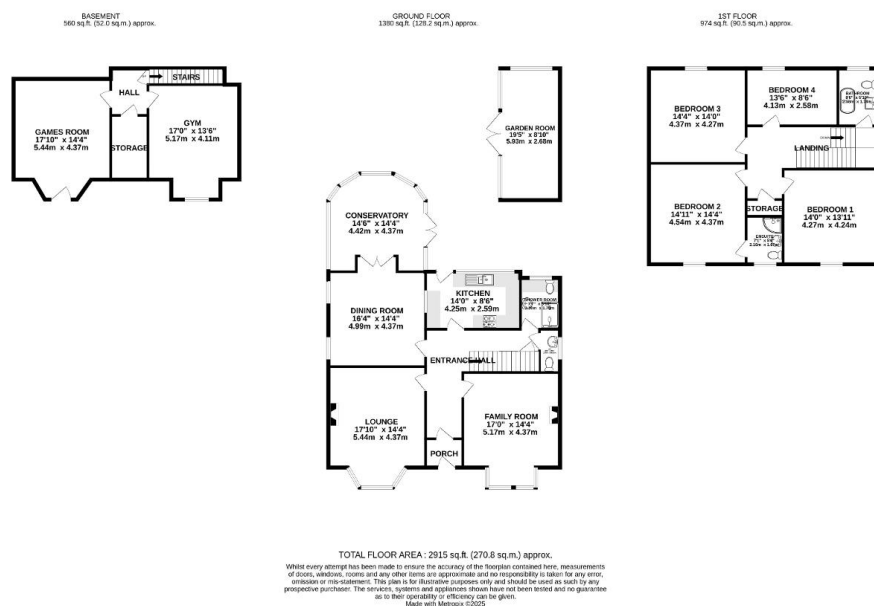 BASEMENT
560 sq.ft. (52.0 sq.m.) approx.
GROUND FLOOR
1380 sq.ft. (128.2 sq.m.) approx.
1ST FLOOR
974 sq.ft. (90.5 sq.m.) approx.
STAIRS
HALL
GAMES ROOM
17'10" x 14'4"
5.44m x 4.37m
STORAGE
GYM
17'0" x 13'6"
5.17m x 4.11m
GARDEN ROOM
19'5" x 8'10"
5.93m x 2.68m
CONSERVATORY
14'6" x 14'4"
4.42m x 4.37m
KITCHEN
14'0" x 8'6"
4.25m x 2.59m
SHOWER ROOM
DINING ROOM
16'4" x 14'4"
4.99m x 4.37m
ENTRANCE HALL
LOUNGE
17'10" x 14'4"
5.44m x 4.37m
FAMILY ROOM
17'0" x 14'4"
5.17m x 4.37m
PORCH
BEDROOM 3
14'4" x 14'0"
4.37m x 4.27m
BEDROOM 4
13'6" x 8'6"
4.13m x 2.58m
BATHROOM
LANDING
BEDROOM 2
14'11" x 14'4"
4.54m x 4.37m
STORAGE
BEDROOM 1
14'0" x 13'11"
4.27m x 4.24m
ENSUITE
TOTAL FLOOR AREA : 2915 sq.ft. (270.8 sq.m.) approx.
Whilst every attempt has been made to ensure the accuracy of the floorplan contained here, measurements
of doors, windows, rooms and any other items are approximate and no responsibility is taken for any error,
omission or mis-statement. This plan is for illustrative purposes only and should be used as such by any
prospective purchaser. The services, systems and appliances shown have not been tested and no guarantee
as to their operability or efficiency can be given.
Made with Metropix ©2025